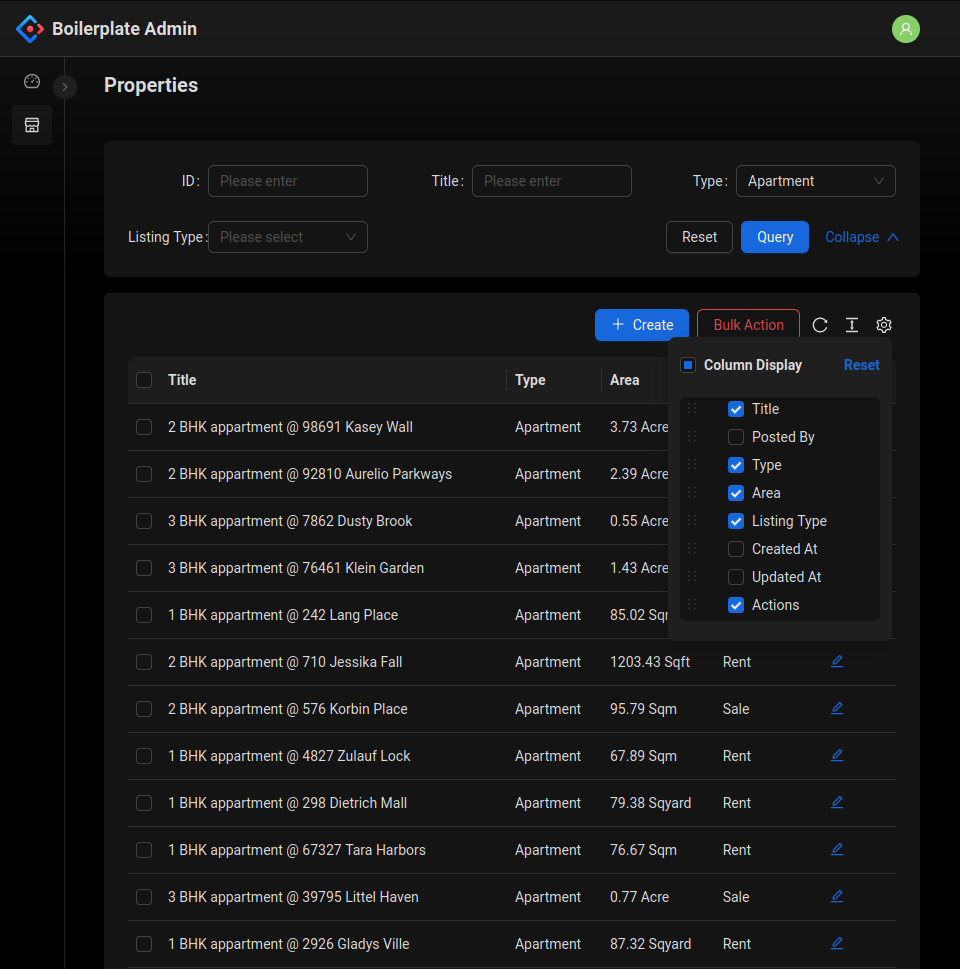 Boilerplate Admin
Properties
ID: Please enter Title: Please enter Type: Apartment
Listing Type: Please select Reset Query Collapse
Create Bulk Action
Column Display Reset
Title
Posted By
Type
Area
Listing Type
Created At
Updated At
Actions
Title Type Area
2 BHK appartment @ 98691 Kasey Wall Apartment 3.73 Acre
2 BHK appartment @ 92810 Aurelio Parkways Apartment 2.39 Acre
3 BHK appartment @ 7862 Dusty Brook Apartment 0.55 Acre
3 BHK appartment @ 76461 Klein Garden Apartment 1.43 Acre
1 BHK appartment @ 242 Lang Place Apartment 85.02
2 BHK appartment @ 710 Jessika Fall Apartment 1203.43 Sqft Rent
2 BHK appartment @ 576 Korbin Place Apartment 95.79 Sqm Sale
1 BHK appartment @ 4827 Zulauf Lock Apartment 67.89 Sqm Rent
1 BHK appartment @ 298 Dietrich Mall Apartment 79.38 Sqyard Rent
1 BHK appartment @ 67327 Tara Harbors Apartment 76.67 Sqm Rent
3 BHK appartment @ 39795 Littel Haven Apartment 0.77 Acre Sale
1 BHK appartment @ 2926 Gladys Ville Apartment 87.32 Sqyard Rent